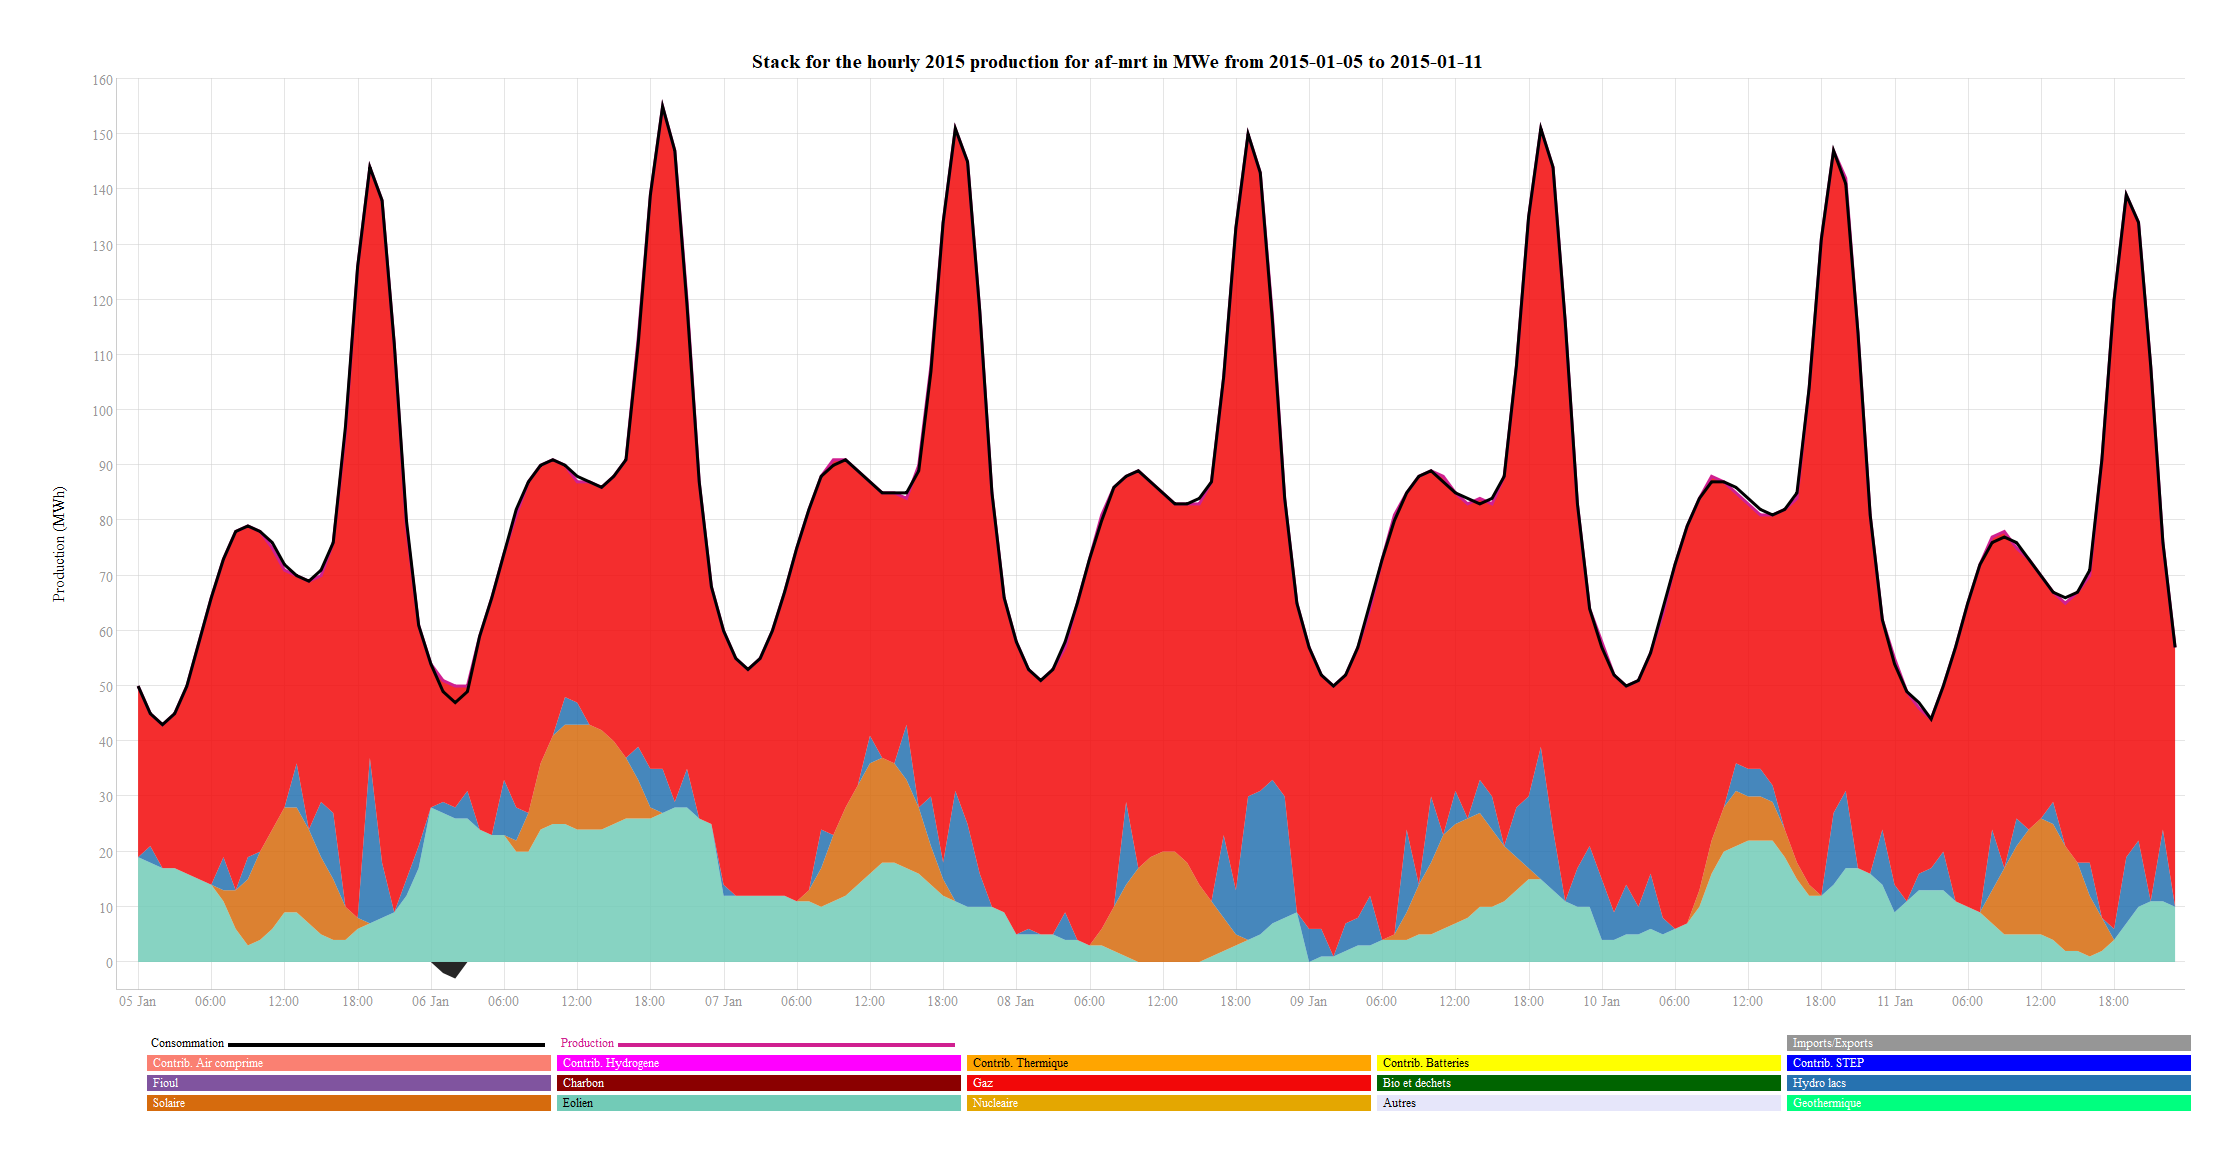 Stack for the hourly 2015 production for af-mrt in MWe from 2015-01-05 to 2015-01-11
160
150
140
130
120
110
100
90
80
70
60
50
40
30
20
10
0
Production (MWh)
05 Jan 06:00 12:00 18:00 06 Jan 06:00 12:00 18:00 07 Jan 06:00 12:00 18:00 08 Jan 06:00 12:00 18:00 09 Jan 06:00 12:00 18:00 10 Jan 06:00 12:00 18:00 11 Jan 06:00 12:00 18:00
Consommation Production Imports/Exports
Contrib. Air comprime Contrib. Hydrogene Contrib. Thermique Contrib. Batteries Contrib. STEP
Fioul Charbon Gaz Bio et dechets Hydro lacs
Solaire Eolien Nucleaire Autres Geothermique